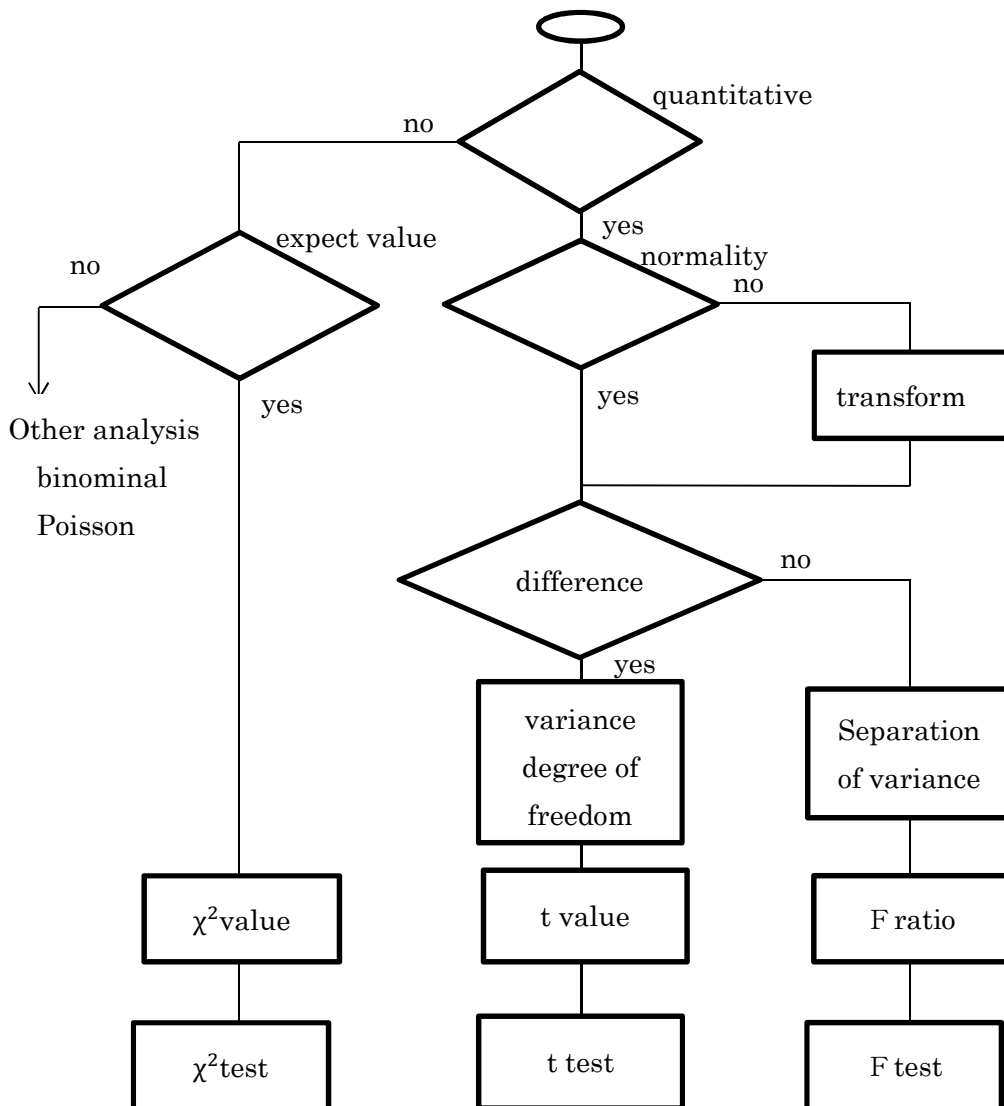 quantitative
no
yes
expect value
normality
no
no
yes
yes
transform
Other analysis
binominal
Poisson
difference
no
yes
variance
degree of
freedom
Separation
of variance
χ²value
t value
F ratio
χ²test
t test
F test